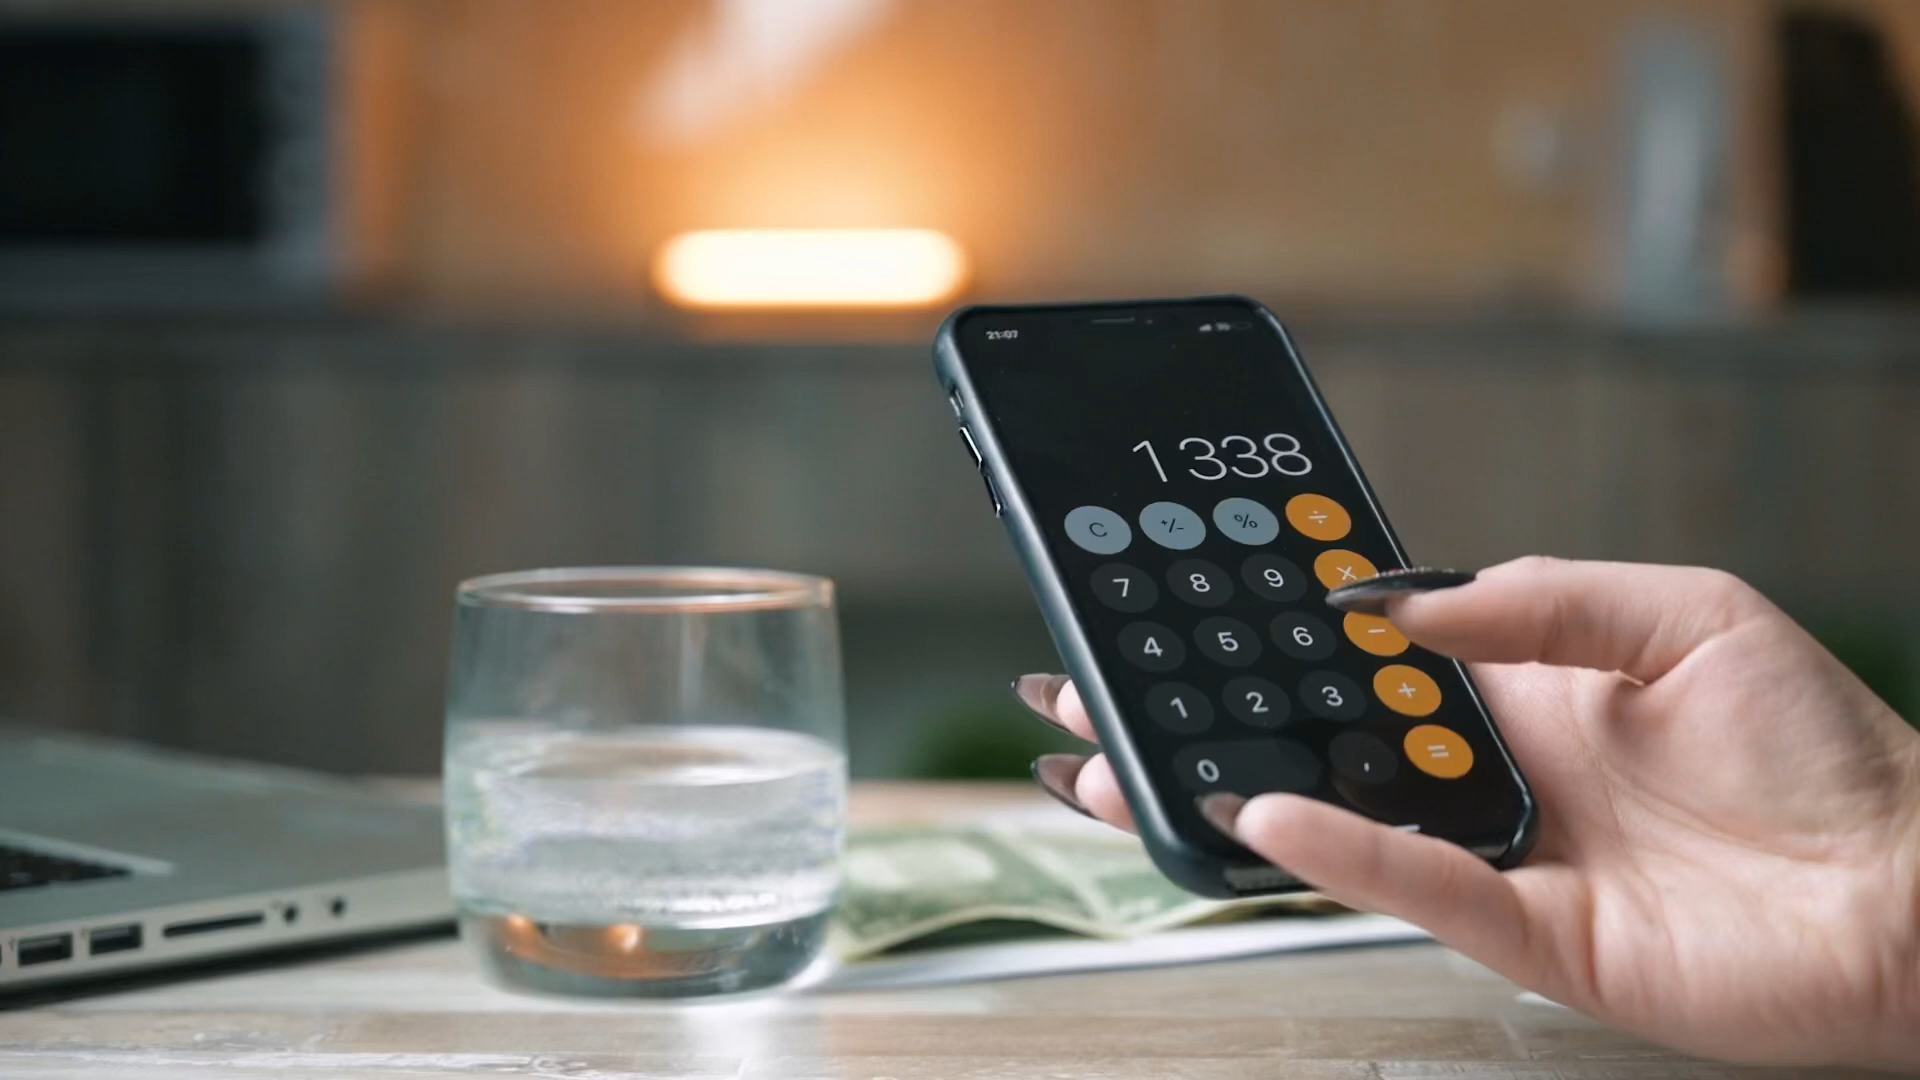 21:07
1 338
C +/- % ÷
7 8 9 ×
4 5 6 −
1 2 3 +
0 , =